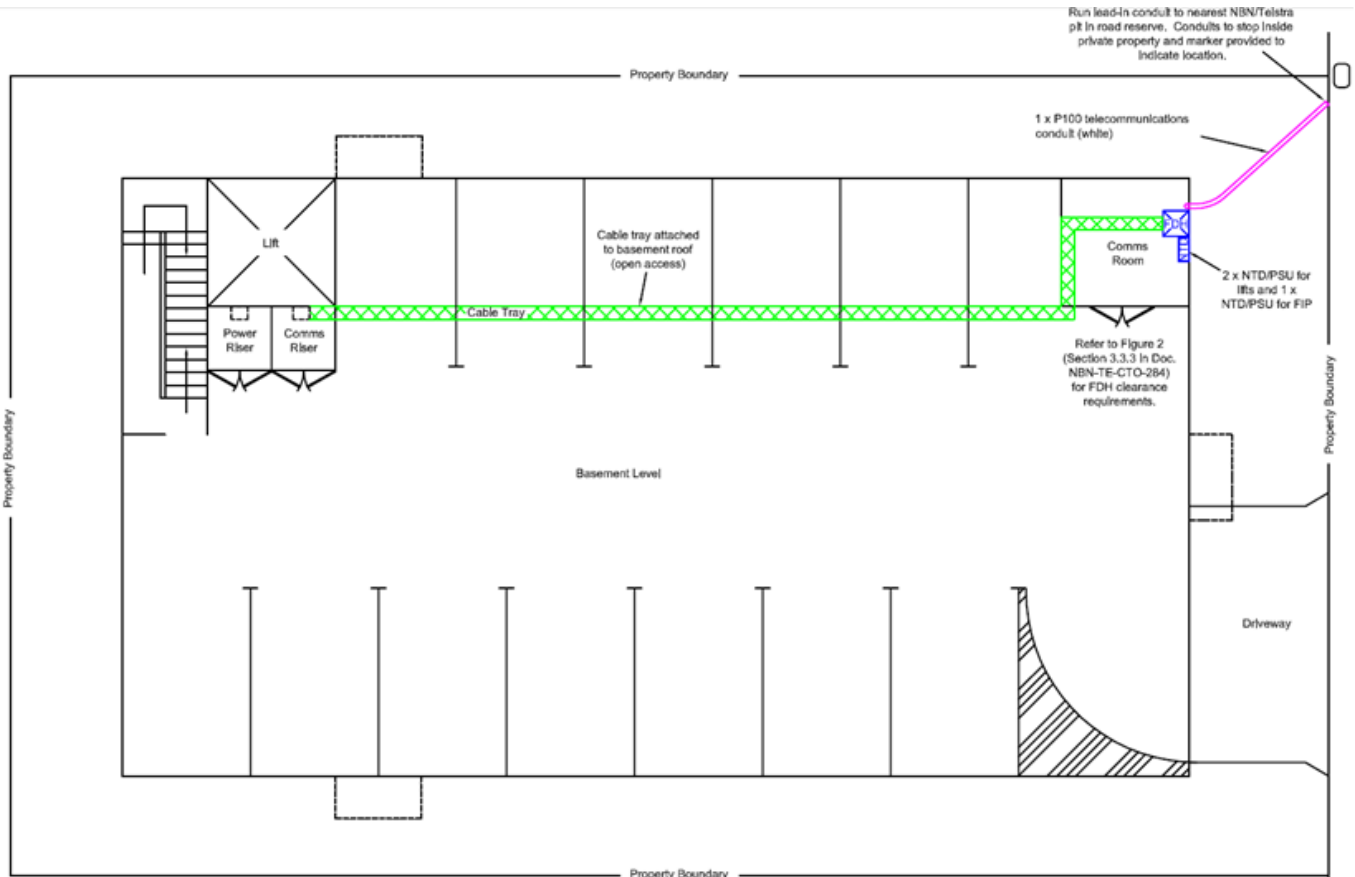 Run lead-in conduit to nearest NBN/Telstra
pit in road reserve. Conduits to stop inside
private property and marker provided to
indicate location.
Property Boundary
1 x P100 telecommunications
conduit (white)
Lift
Cable tray attached
to basement roof
(open access)
FDH
Comms
Room
2 x NTD/PSU for
lifts and 1 x
NTD/PSU for FIP
Cable Tray
Power
Riser
Comms
Riser
Refer to Figure 2
(Section 3.3.3 in Doc.
NBN-TE-CTO-284)
for FDH clearance
requirements.
Property Boundary
Property Boundary
Basement Level
Driveway
Property Boundary